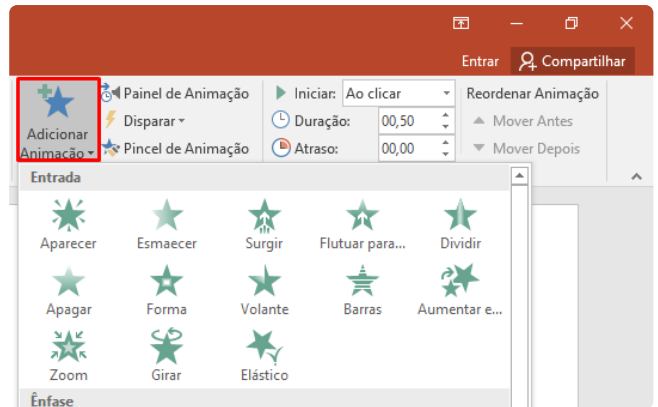 Entrar Compartilhar
Adicionar
Animação
Painel de Animação
Disparar
Pincel de Animação
Iniciar: Ao clicar
Duração: 00,50
Atraso: 00,00
Reordenar Animação
Mover Antes
Mover Depois
Entrada
Aparecer Esmaecer Surgir Flutuar para... Dividir
Apagar Forma Volante Barras Aumentar e...
Zoom Girar Elástico
Ênfase